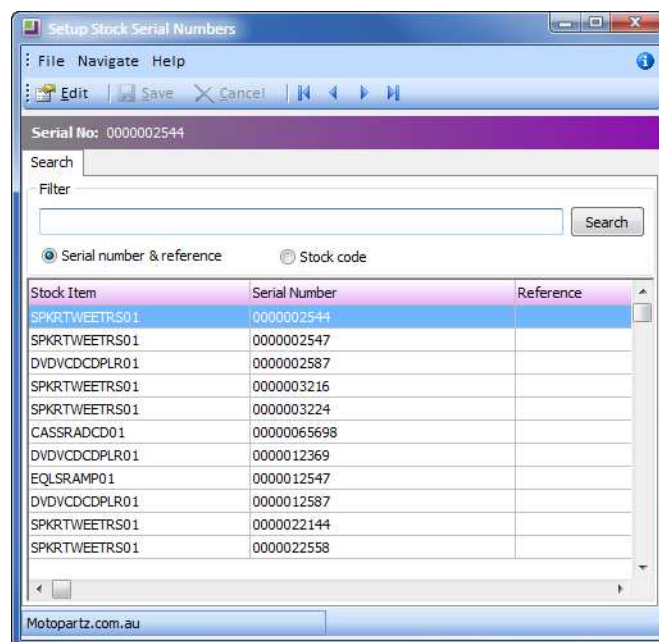 Setup Stock Serial Numbers
File Navigate Help
Edit Save Cancel
Serial No: 0000002544
Search
Filter
Search
Serial number & reference Stock code
Stock Item Serial Number Reference
SPKRTWEETRS01 0000002544
SPKRTWEETRS01 0000002547
DVDVCDCDPLR01 0000002587
SPKRTWEETRS01 0000003216
SPKRTWEETRS01 0000003224
CASSRADCD01 00000065698
DVDVCDCDPLR01 0000012369
EQLSRAMP01 0000012547
DVDVCDCDPLR01 0000012587
SPKRTWEETRS01 0000022144
SPKRTWEETRS01 0000022558
Motopartz.com.au